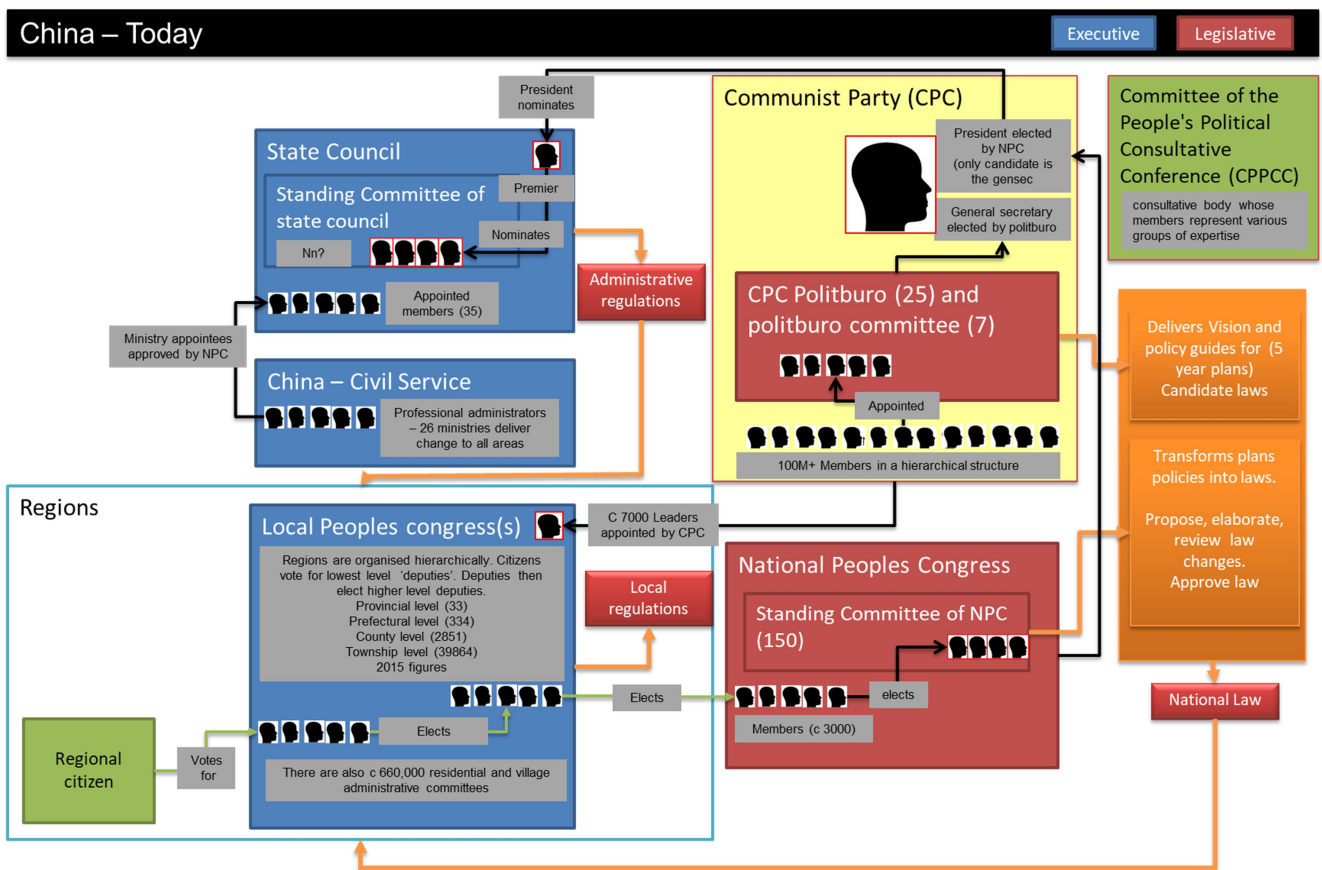 China – Today
Executive
Legislative
President
nominates
State Council
Premier
Standing Committee of
state council
Nominates
Nn?
Appointed
members (35)
Ministry appointees
approved by NPC
China – Civil Service
Professional administrators
– 26 ministries deliver
change to all areas
Administrative
regulations
Communist Party (CPC)
President elected
by NPC
(only candidate is
the gensec
General secretary
elected by politburo
CPC Politburo (25) and
politburo committee (7)
Appointed
100M+ Members in a hierarchical structure
Committee of the
People's Political
Consultative
Conference (CPPCC)
consultative body whose
members represent various
groups of expertise
Delivers Vision and
policy guides for (5
year plans)
Candidate laws
Transforms plans
policies into laws.
Propose, elaborate,
review law
changes.
Approve law
National Law
Regions
Local Peoples congress(s)
C 7000 Leaders
appointed by CPC
Regions are organised hierarchically. Citizens
vote for lowest level ‘deputies’. Deputies then
elect higher level deputies.
Provincial level (33)
Prefectural level (334)
County level (2851)
Township level (39864)
2015 figures
Local
regulations
Elects
Elects
Regional
citizen
Votes
for
There are also c 660,000 residential and village
administrative committees
National Peoples Congress
Standing Committee of NPC
(150)
elects
Members (c 3000)